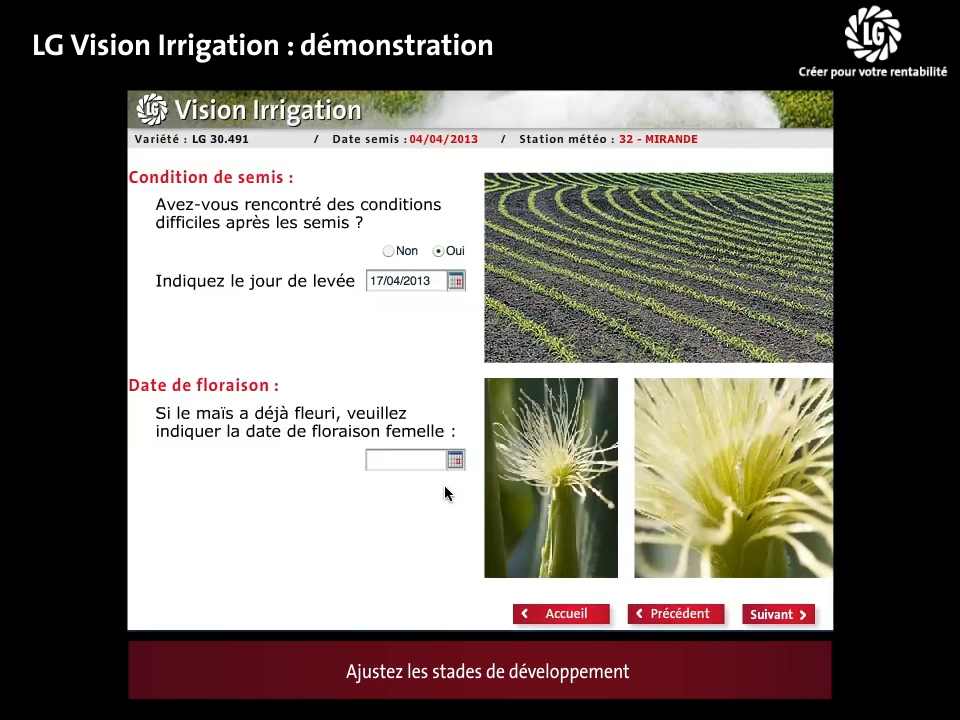 LG Vision Irrigation : démonstration
LG
Créer pour votre rentabilité
LG Vision Irrigation
Variété : LG 30.491 / Date semis : 04/04/2013 / Station météo : 32 - MIRANDE
Condition de semis :
Avez-vous rencontré des conditions
difficiles après les semis ?
Non Oui
Indiquez le jour de levée 17/04/2013
Date de floraison :
Si le maïs a déjà fleuri, veuillez
indiquer la date de floraison femelle :
Accueil Précédent Suivant
Ajustez les stades de développement